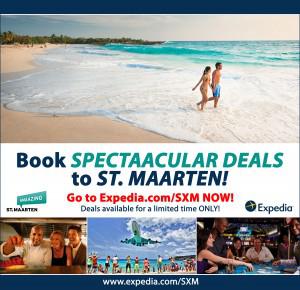 Book SPECTAACULAR DEALS
to ST. MAARTEN!
Go to Expedia.com/SXM NOW!
Deals available for a limited time ONLY!
AMAZING
ST.MAARTEN
Expedia
www.expedia.com/SXM